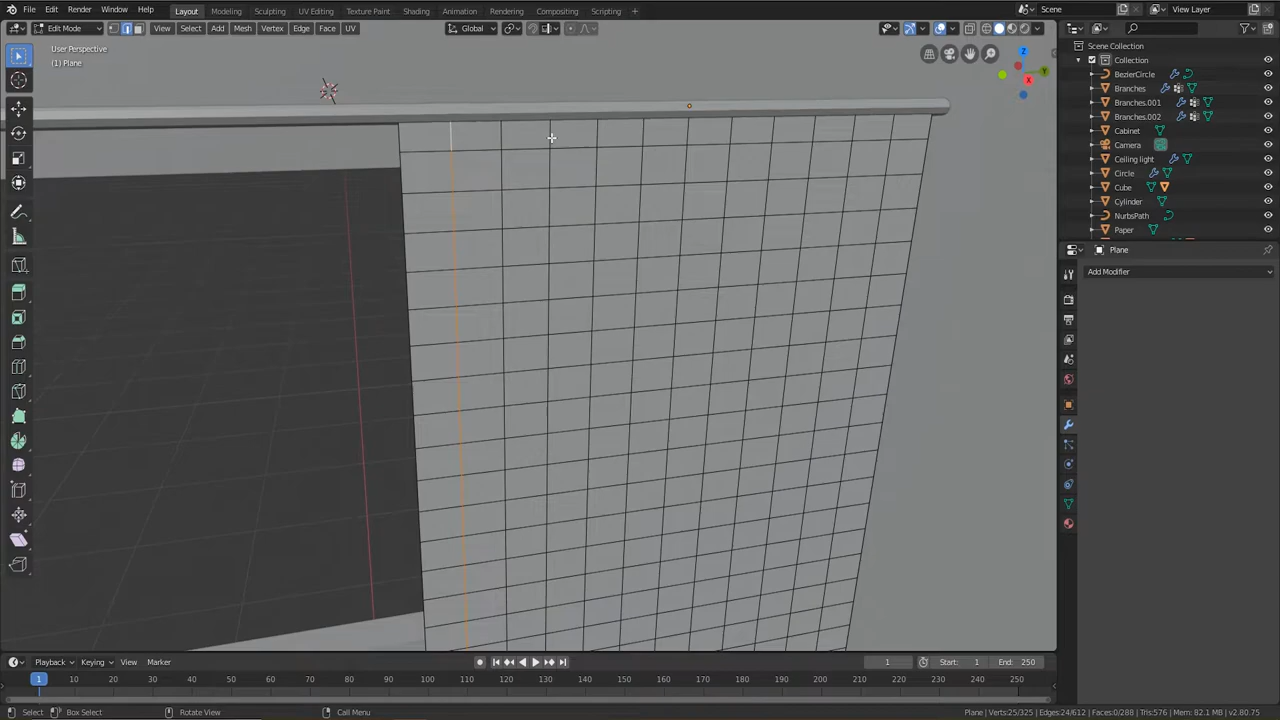 File Edit Render Window Help Layout Modeling Sculpting UV Editing Texture Paint Shading Animation Rendering Compositing Scripting + Scene View Layer
Edit Mode View Select Add Mesh Vertex Edge Face UV Global
User Perspective
(1) Plane
Z
Y
X
Scene Collection
Collection
BezierCircle
Branches
Branches.001
Branches.002
Cabinet
Camera
Ceiling light
Circle
Cube
Cylinder
NurbsPath
Paper
Plane
Add Modifier
Playback Keying View Marker 1 Start: 1 End: 250
1 10 20 30 40 50 60 70 80 90 100 110 120 130 140 150 160 170 180 190 200 210 220 230 240 250
Select Box Select Rotate View Call Menu Plane | Verts:25/325 | Edges:24/612 | Faces:0/288 | Tris:576 | Mem: 82.1 MB | v2.80.75